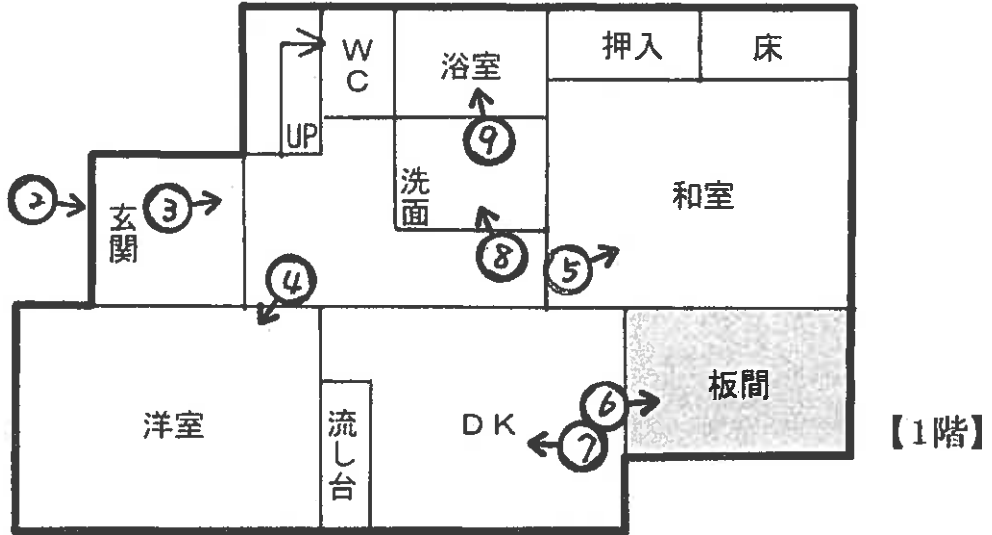 WC
浴室
押入
床
UP
⑨
②
玄関
③
洗面
和室
⑧
⑤
④
洋室
流し台
DK
⑥
⑦
板間
【1階】